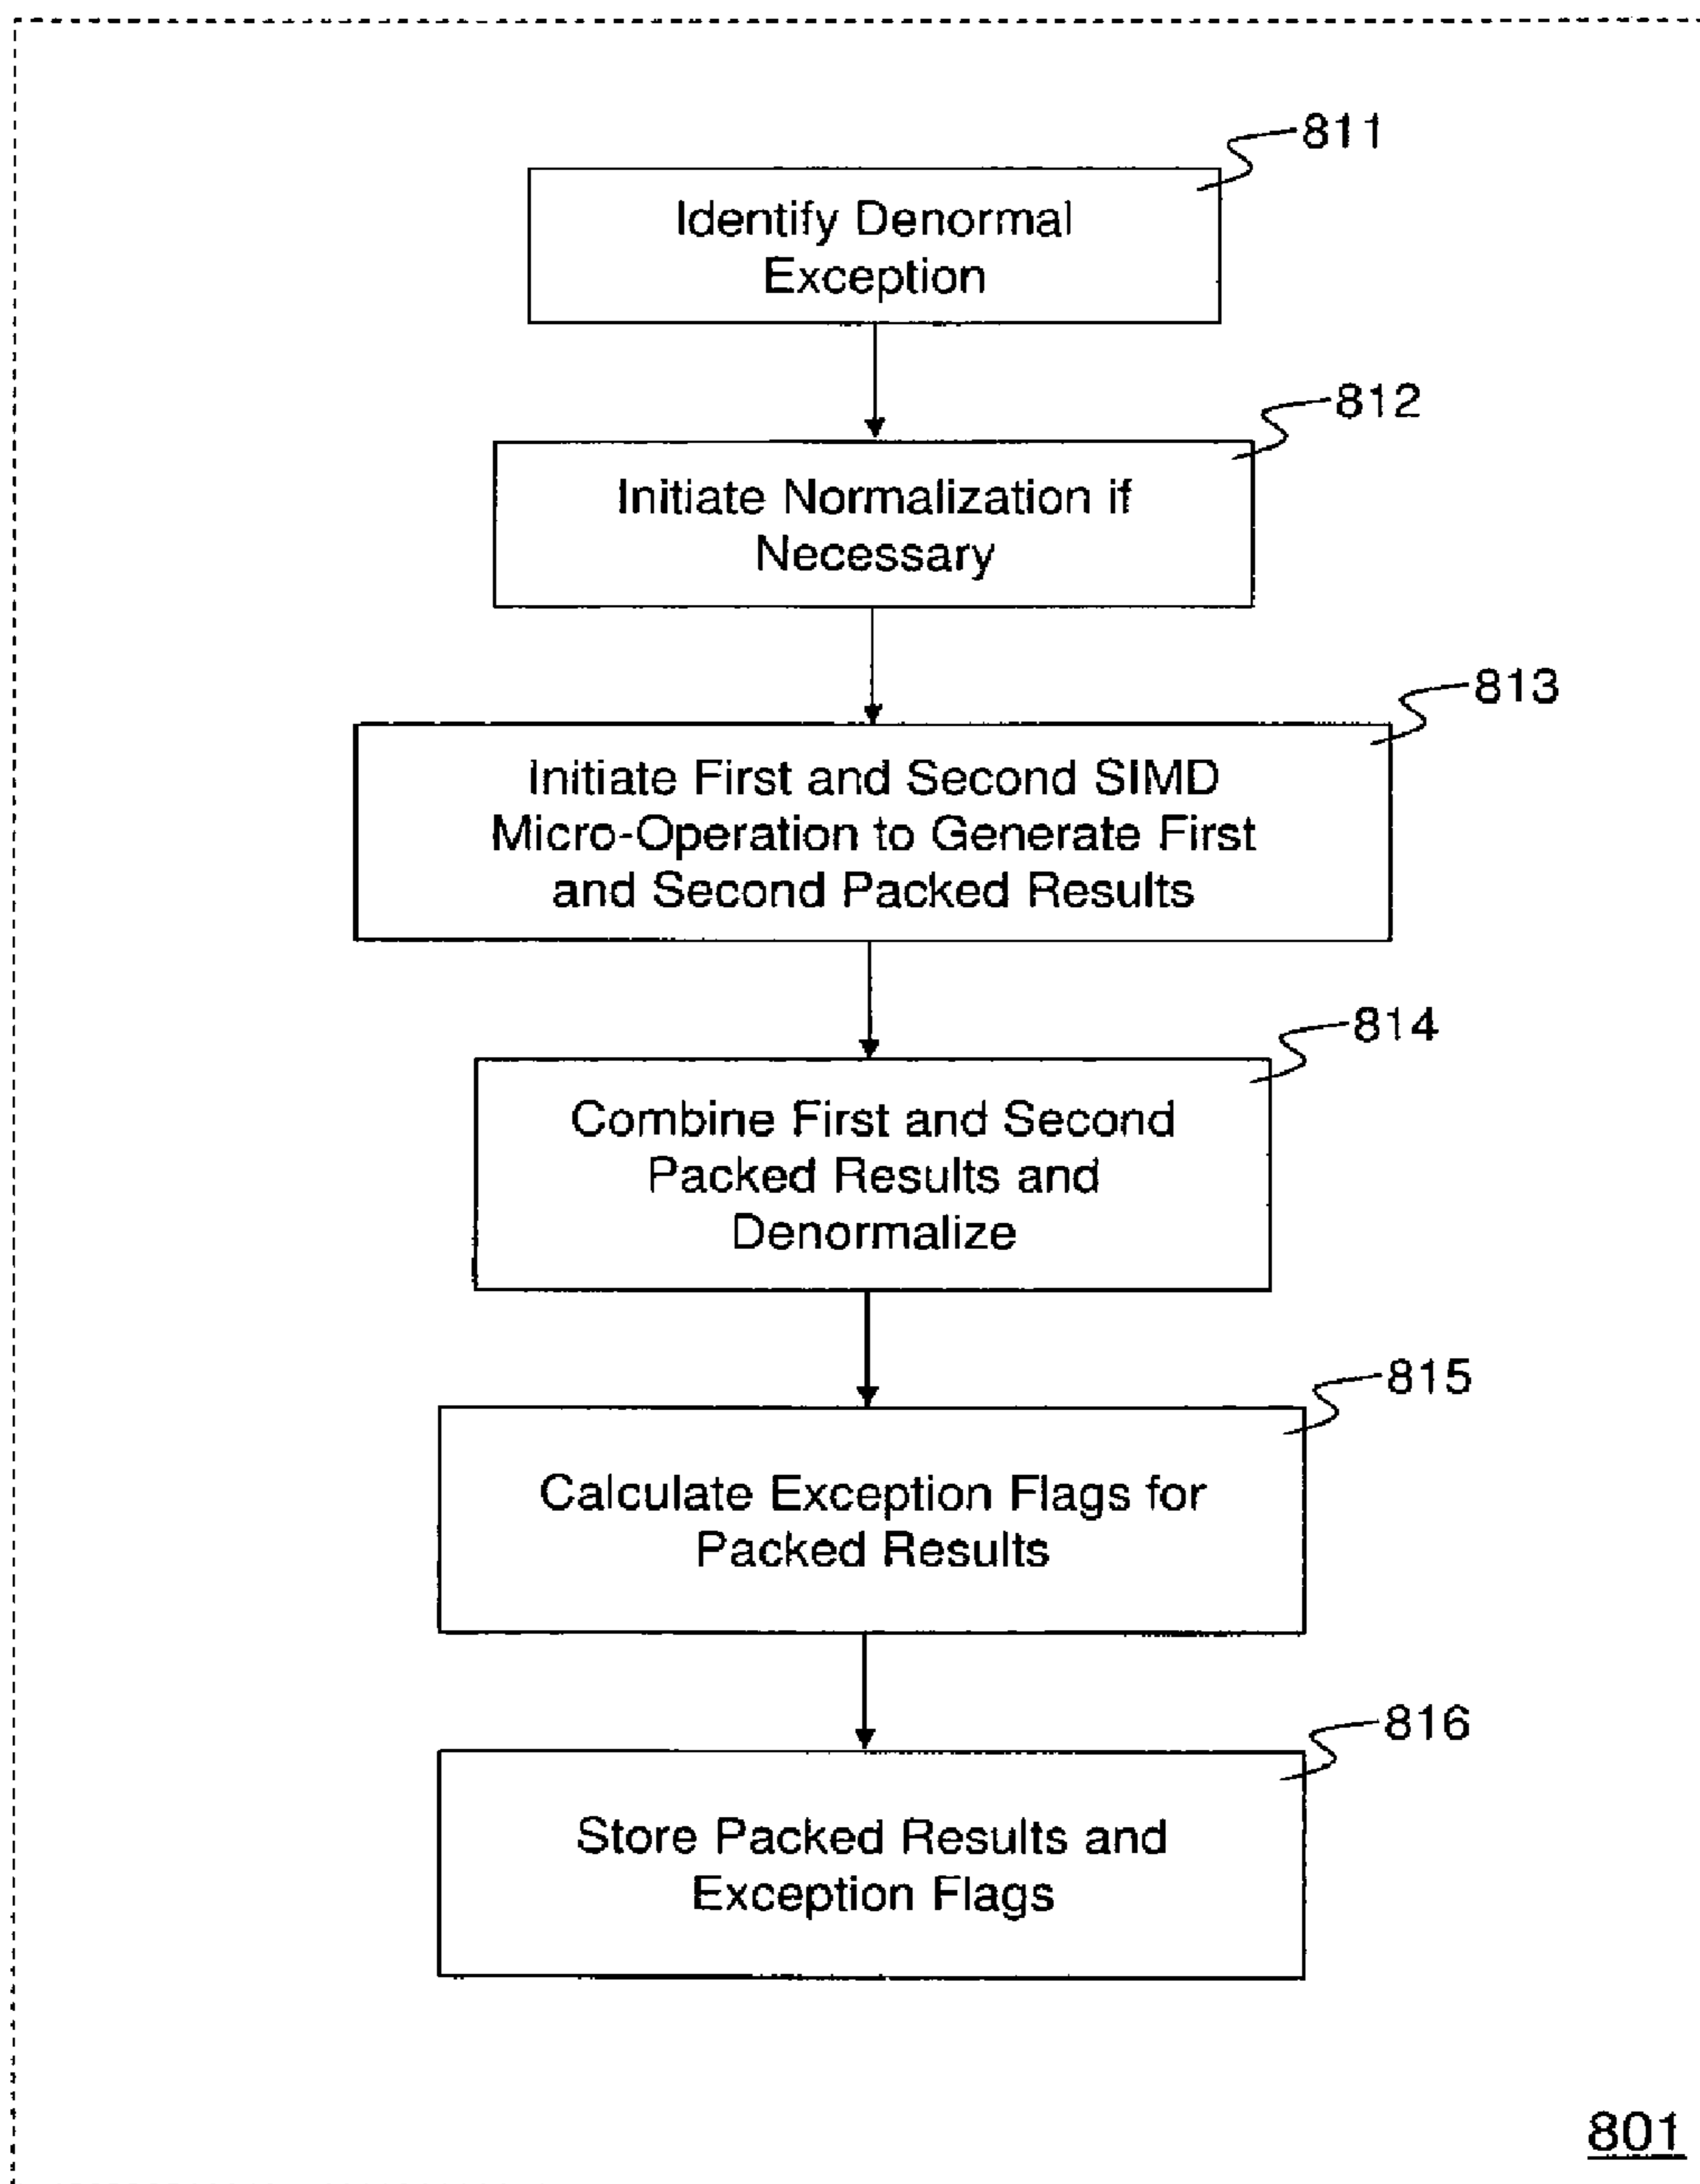 811
Identify Denormal
Exception
812
Initiate Normalization if
Necessary
813
Initiate First and Second SIMD
Micro-Operation to Generate First
and Second Packed Results
814
Combine First and Second
Packed Results and
Denormalize
815
Calculate Exception Flags for
Packed Results
816
Store Packed Results and
Exception Flags
801